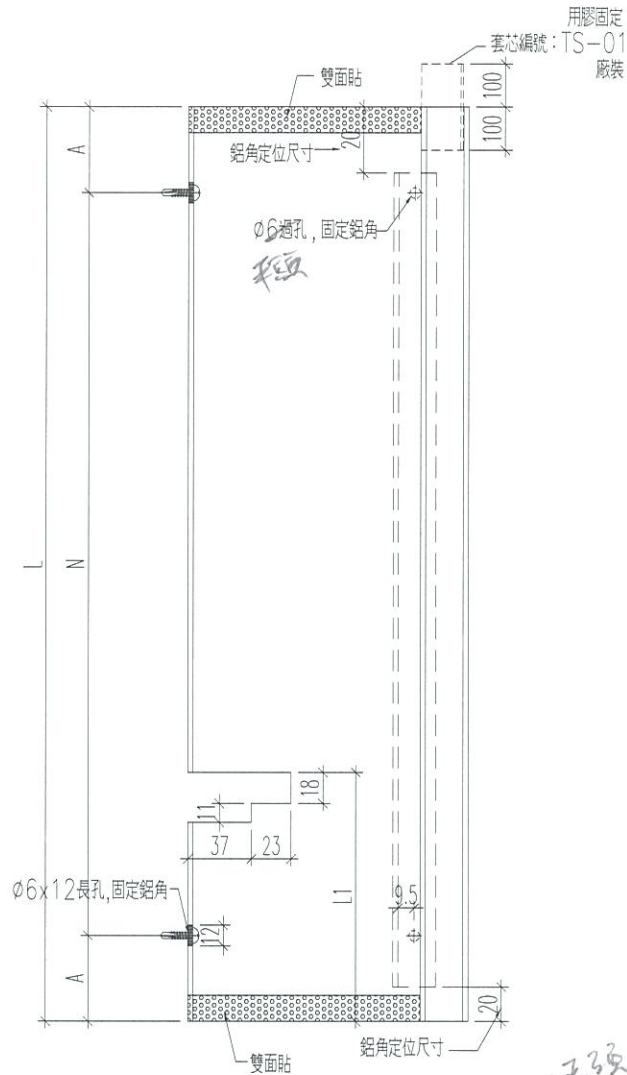 用膠固定
套芯編號：TS-01
廠裝
100
100
雙面貼
A
20
鋁角定位尺寸
Ø6過孔，固定鋁角
L
N
18
11
37
23
L1
9.5
Ø6x12長孔，固定鋁角
12
A
20
鋁角定位尺寸
雙面貼